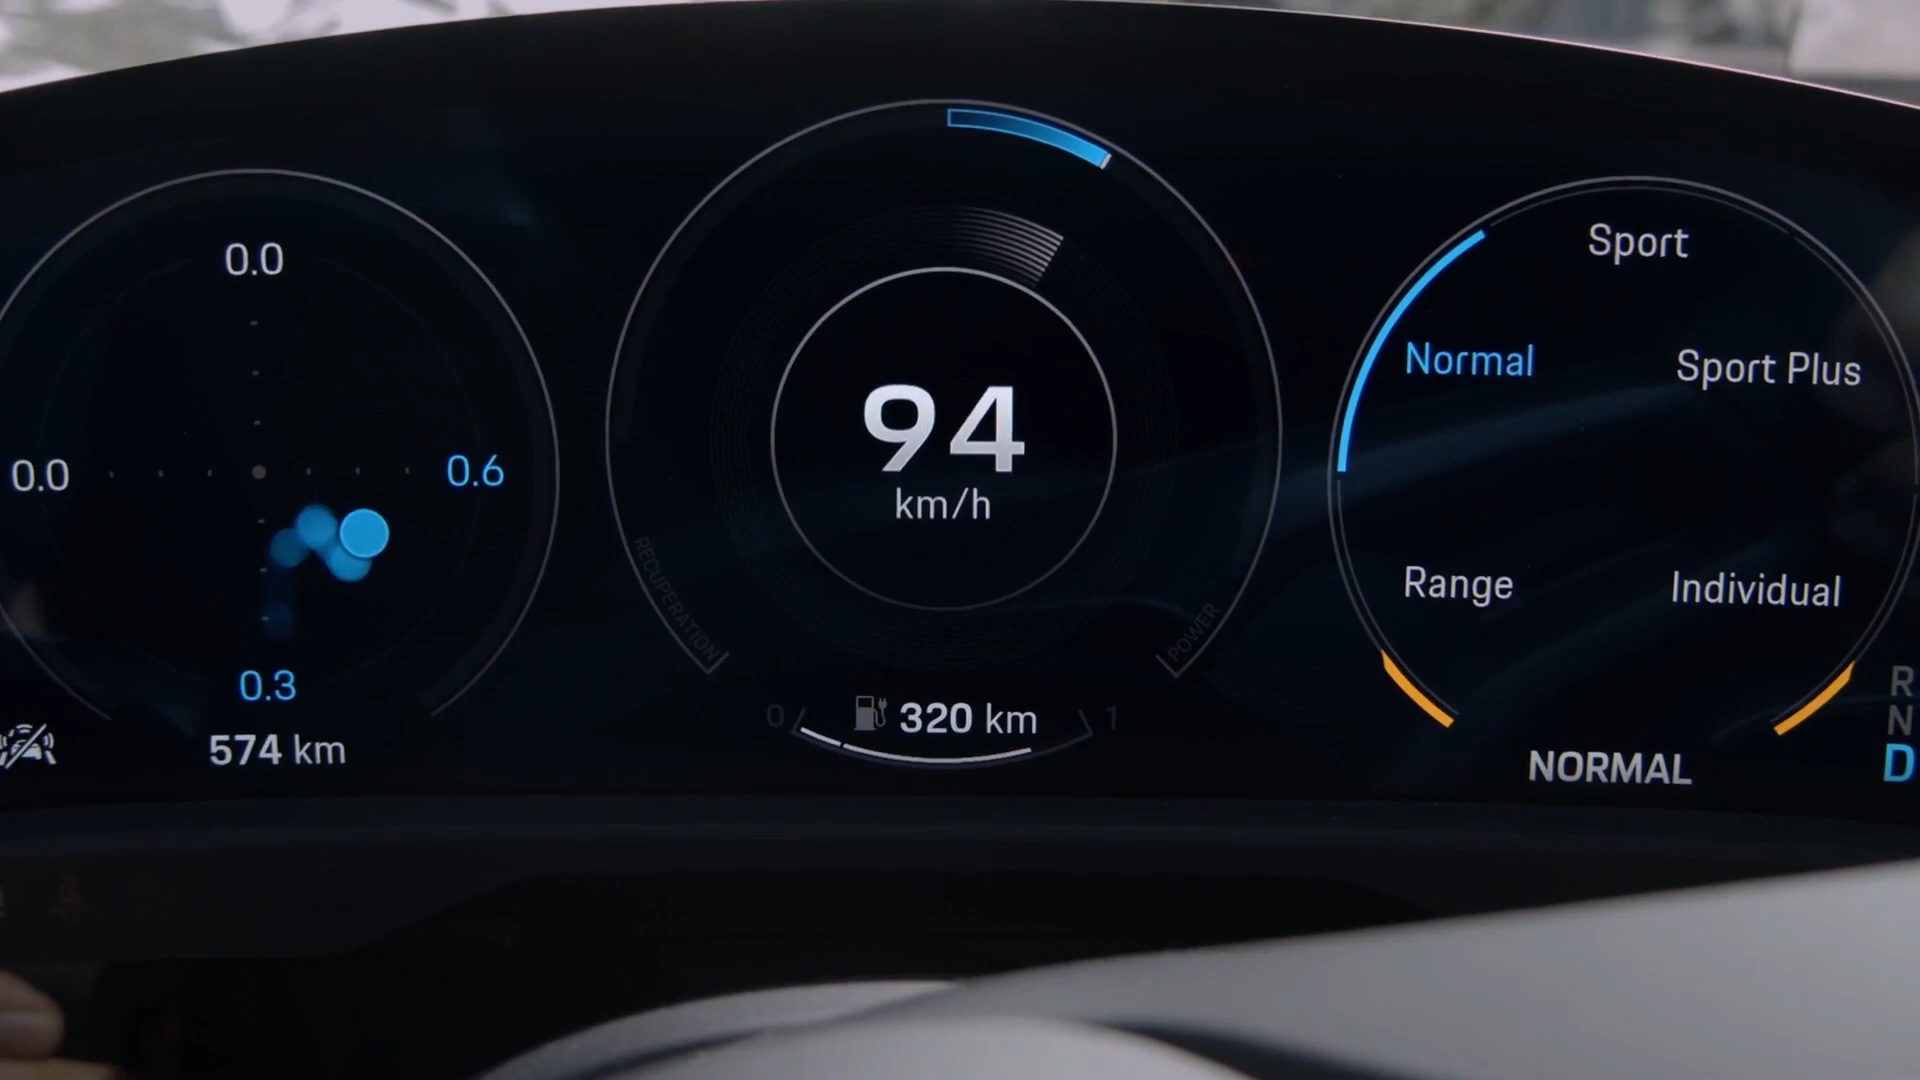 0.0
0.0
0.6
0.3
574 km
94
km/h
RECUPERATION
POWER
0
320 km
1
Sport
Normal
Sport Plus
Range
Individual
NORMAL
R
N
D